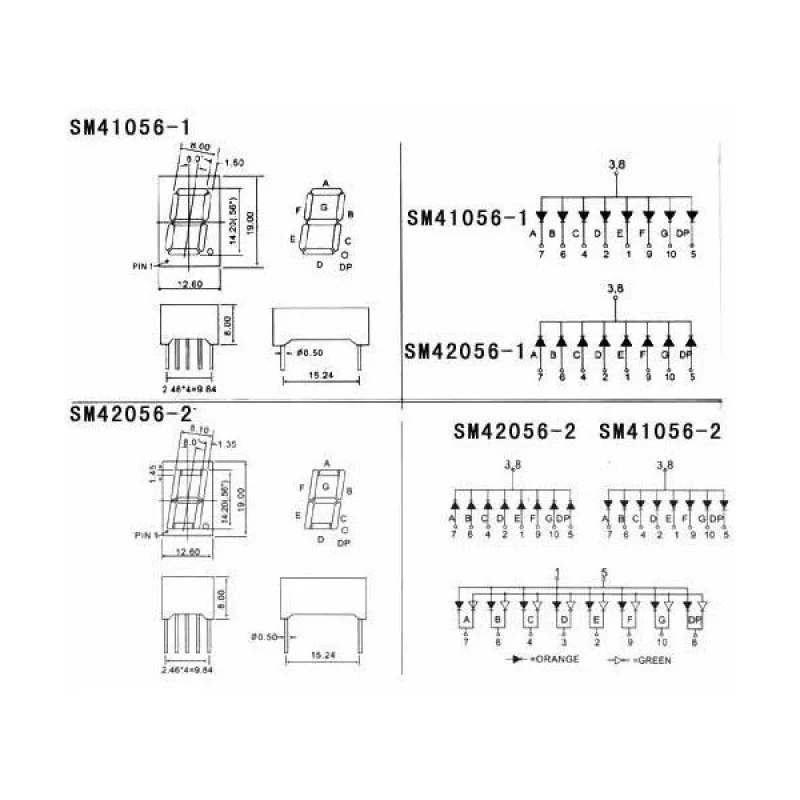 SM41056-1
8.00
8.0°
1.50
14.20(.56")
19.00
PIN 1
12.60
A
F G B
E C
D DP
8.00
Ø0.50
2.46*4=9.84
15.24
SM41056-1
3,8
A B C D E F G DP
7 6 4 2 1 9 10 5
SM42056-1
3,8
A B C D E F G DP
7 6 4 2 1 9 10 5
SM42056-2
8.10
8.0°
1.35
1.45
14.20(.56")
19.00
PIN 1
12.60
A
F G B
E C
D DP
8.00
Ø0.50
2.46*4=9.84
15.24
SM42056-2 SM41056-2
3,8 3,8
A B C D E F G DP
7 6 4 2 1 9 10 5
A B C D E F G DP
7 6 4 2 1 9 10 5
1 5
A B C D E F G DP
7 6 4 3 2 9 10 8
=ORANGE =GREEN